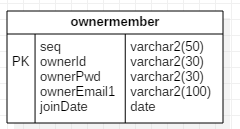 ownermember
seq varchar2(50)
PK ownerId varchar2(30)
ownerPwd varchar2(30)
ownerEmail1 varchar2(100)
joinDate date